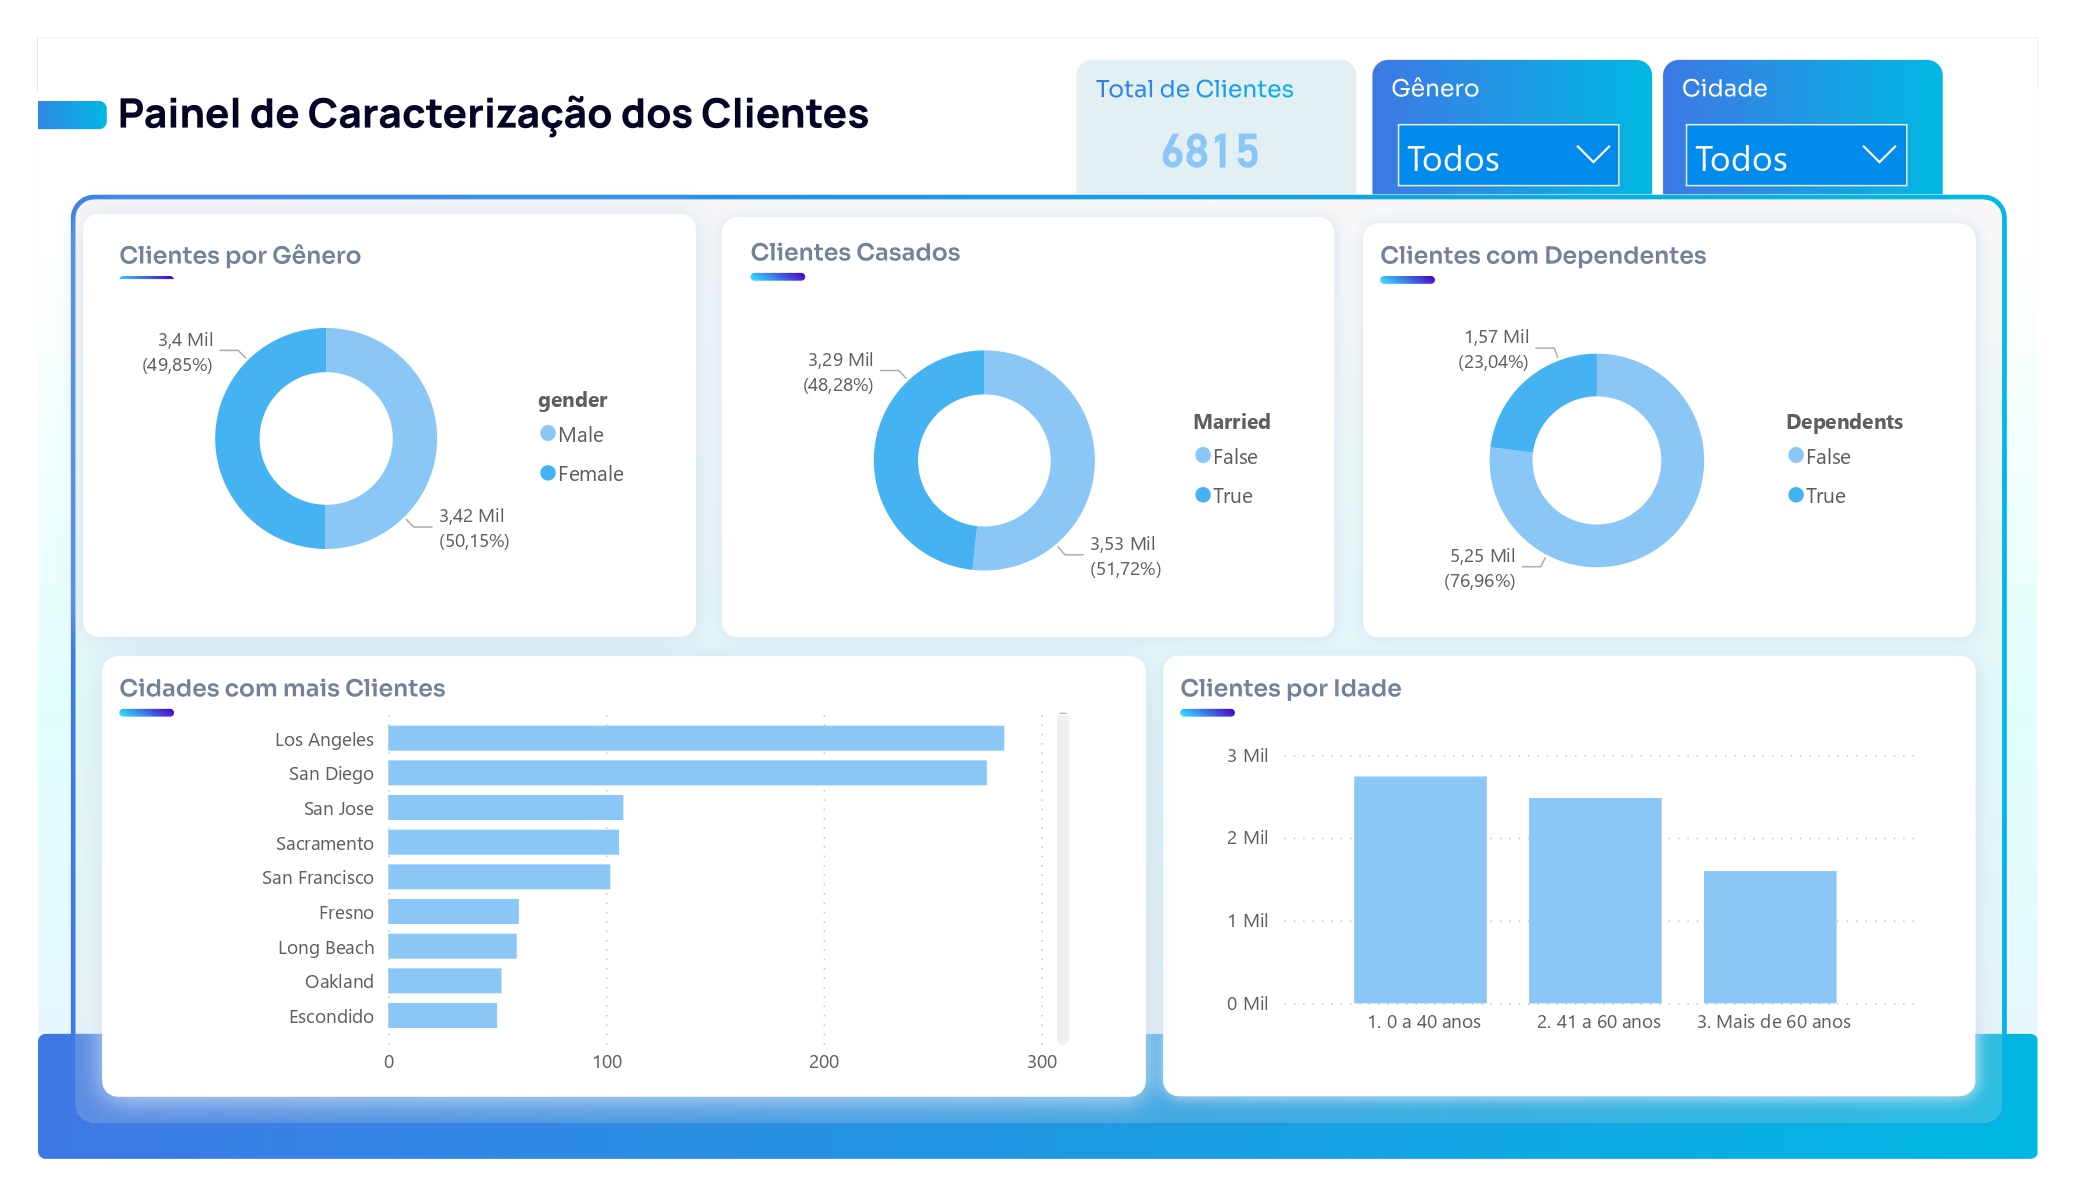 Painel de Caracterização dos Clientes
Total de Clientes
6815
Gênero
Todos
Cidade
Todos
Clientes por Gênero
3,4 Mil
(49,85%)
3,42 Mil
(50,15%)
gender
Male
Female
Clientes Casados
3,29 Mil
(48,28%)
3,53 Mil
(51,72%)
Married
False
True
Clientes com Dependentes
1,57 Mil
(23,04%)
5,25 Mil
(76,96%)
Dependents
False
True
Cidades com mais Clientes
Los Angeles
San Diego
San Jose
Sacramento
San Francisco
Fresno
Long Beach
Oakland
Escondido
0 100 200 300
Clientes por Idade
3 Mil
2 Mil
1 Mil
0 Mil
1. 0 a 40 anos 2. 41 a 60 anos 3. Mais de 60 anos